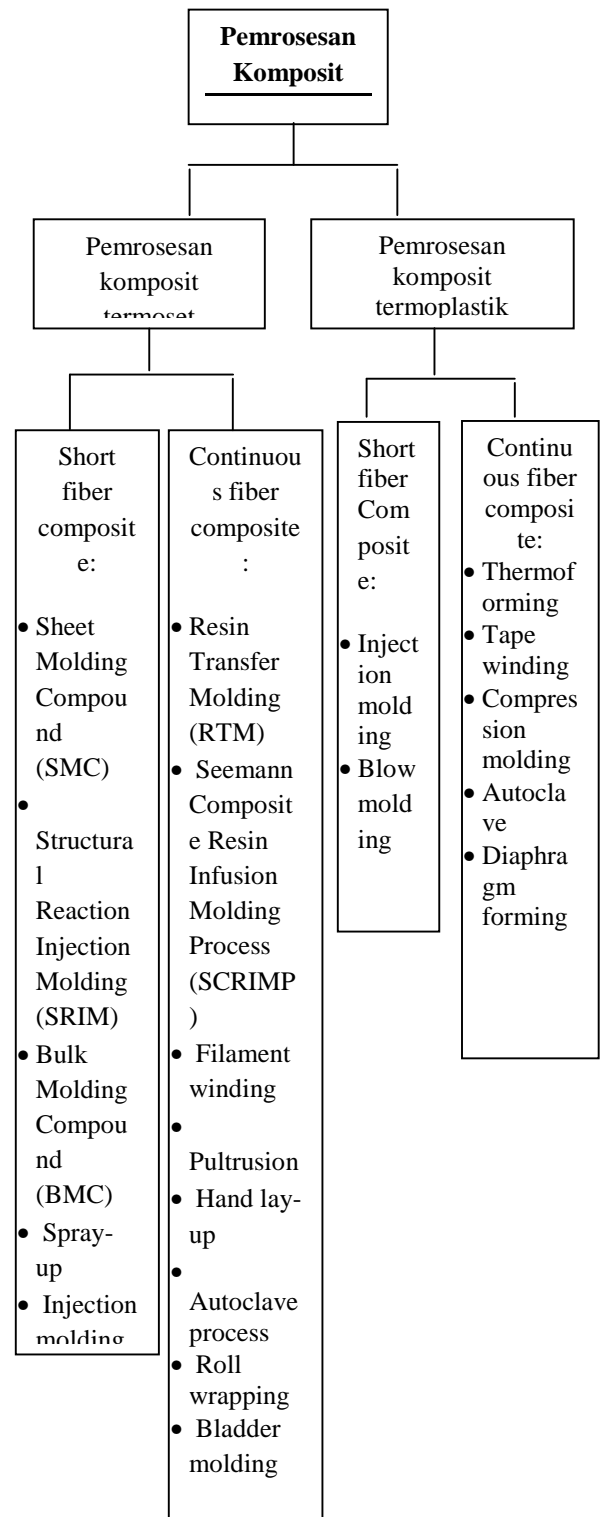 Pemrosesan
Komposit
Pemrosesan
komposit
termoset
Pemrosesan
komposit
termoplastik
Short
fiber
composit
e:
• Sheet
Molding
Compou
nd
(SMC)
•
Structura
l
Reaction
Injection
Molding
(SRIM)
• Bulk
Molding
Compou
nd
(BMC)
• Spray-
up
• Injection
molding
Continuou
s fiber
composite
:
• Resin
Transfer
Molding
(RTM)
• Seemann
Composit
e Resin
Infusion
Molding
Process
(SCRIMP
)
• Filament
winding
•
Pultrusion
• Hand lay-
up
•
Autoclave
process
• Roll
wrapping
• Bladder
molding
Short
fiber
Com
posit
e:
• Inject
ion
mold
ing
• Blow
mold
ing
Continu
ous fiber
composi
te:
• Thermof
orming
• Tape
winding
• Compres
sion
molding
• Autocla
ve
• Diaphra
gm
forming